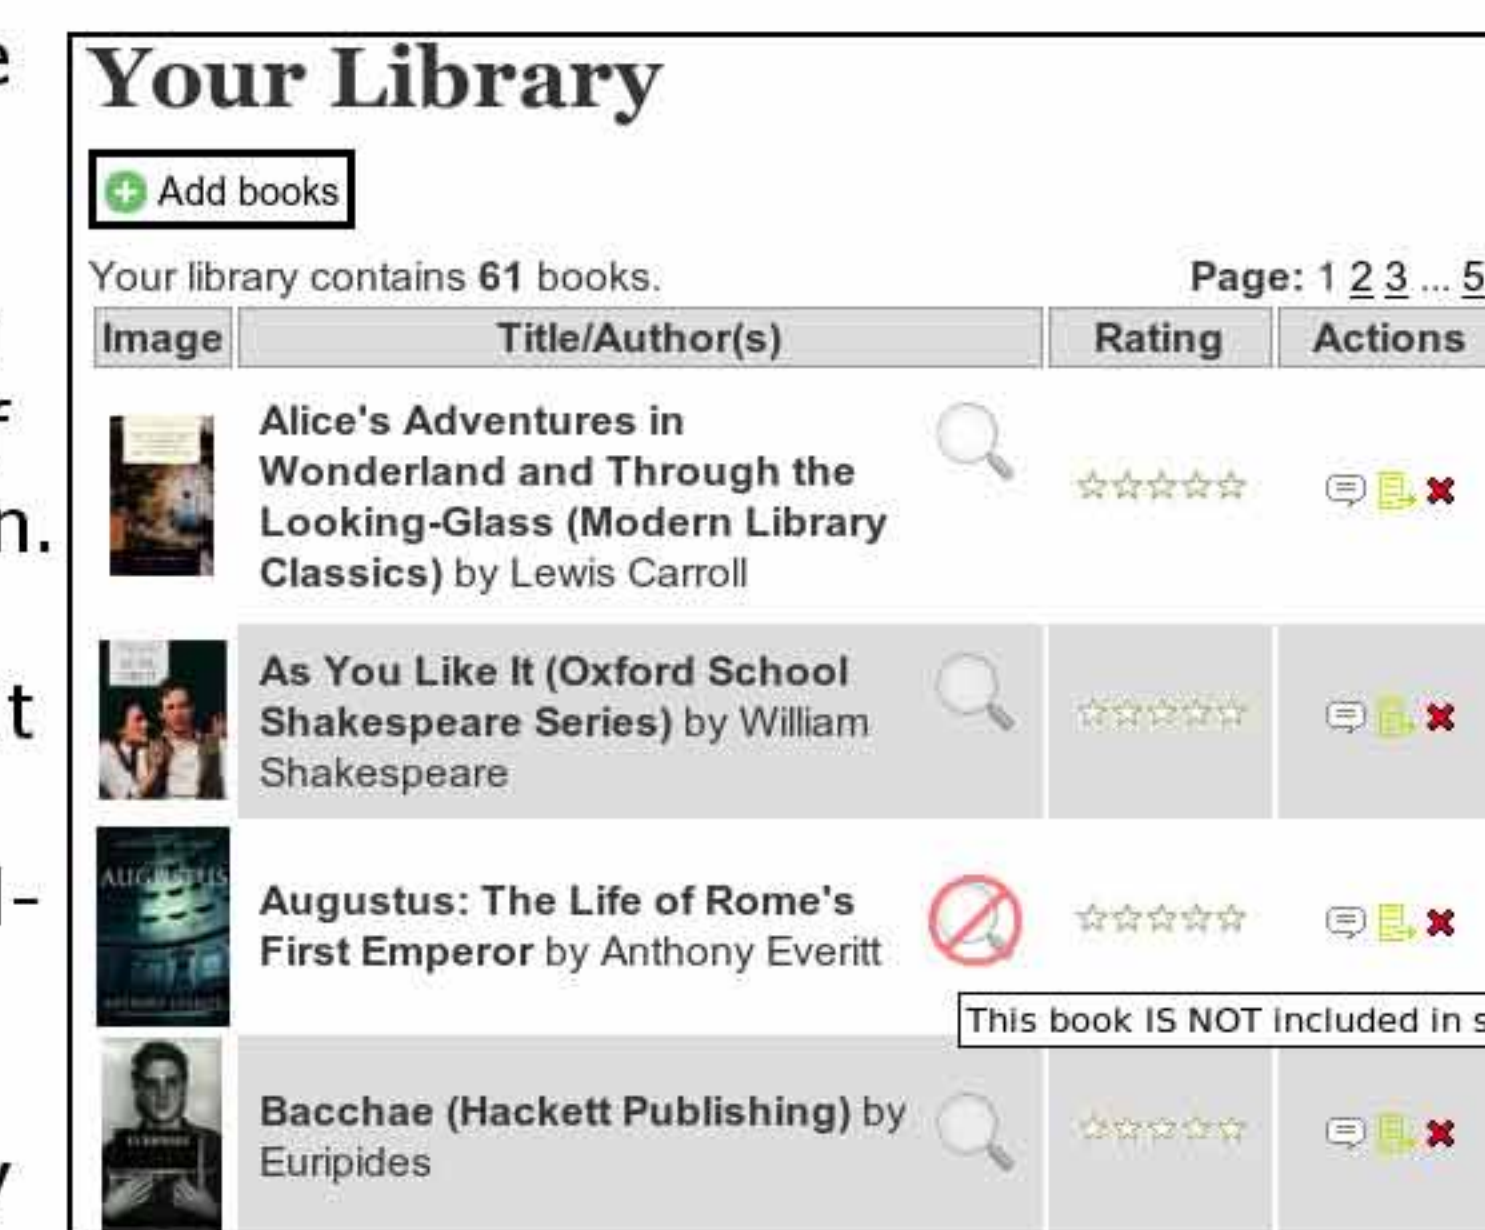 e
Your Library
Add books
Your library contains 61 books.
Page: 1 2 3 ... 5
Image Title/Author(s) Rating Actions
f
Alice's Adventures in
Wonderland and Through the
Looking-Glass (Modern Library
n.
Classics) by Lewis Carroll
As You Like It (Oxford School
t
Shakespeare Series) by William
Shakespeare
AUGUSTUS
l-
Augustus: The Life of Rome's
First Emperor by Anthony Everitt
ANTHONY EVERITT
This book IS NOT included in s
Bacchae (Hackett Publishing) by
Euripides
y